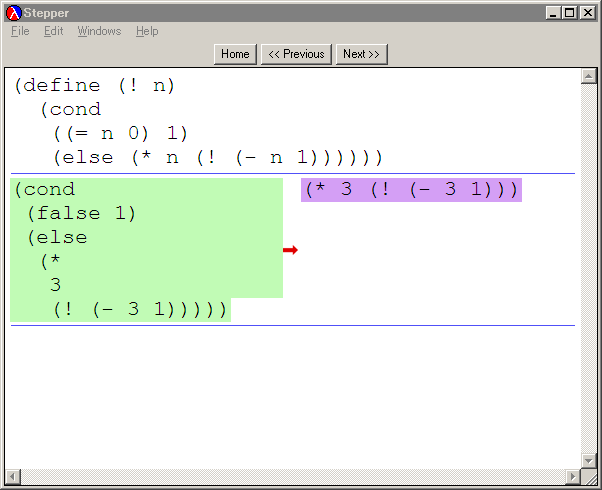 Stepper
File Edit Windows Help
Home << Previous Next >>
(define (! n)
(cond
((= n 0) 1)
(else (* n (! (- n 1))))))
(cond
(false 1)
(else
(*
3
(! (- 3 1)))))
(* 3 (! (- 3 1)))